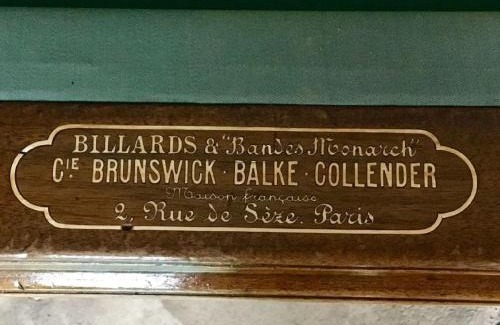 BILLARDS & "Bandes Monarch"
CIE BRUNSWICK · BALKE · COLLENDER
Maison française
2, Rue de Sèze. Paris